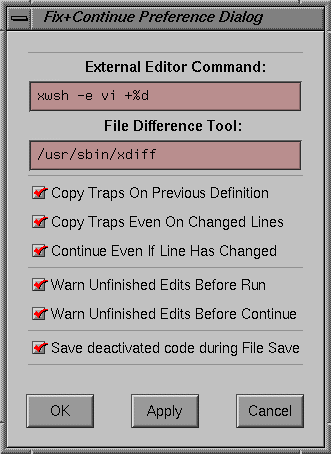 Fix+Continue Preference Dialog
External Editor Command:
xwsh -e vi +%d
File Difference Tool:
/usr/sbin/xdiff
Copy Traps On Previous Definition
Copy Traps Even On Changed Lines
Continue Even If Line Has Changed
Warn Unfinished Edits Before Run
Warn Unfinished Edits Before Continue
Save deactivated code during File Save
OK Apply Cancel